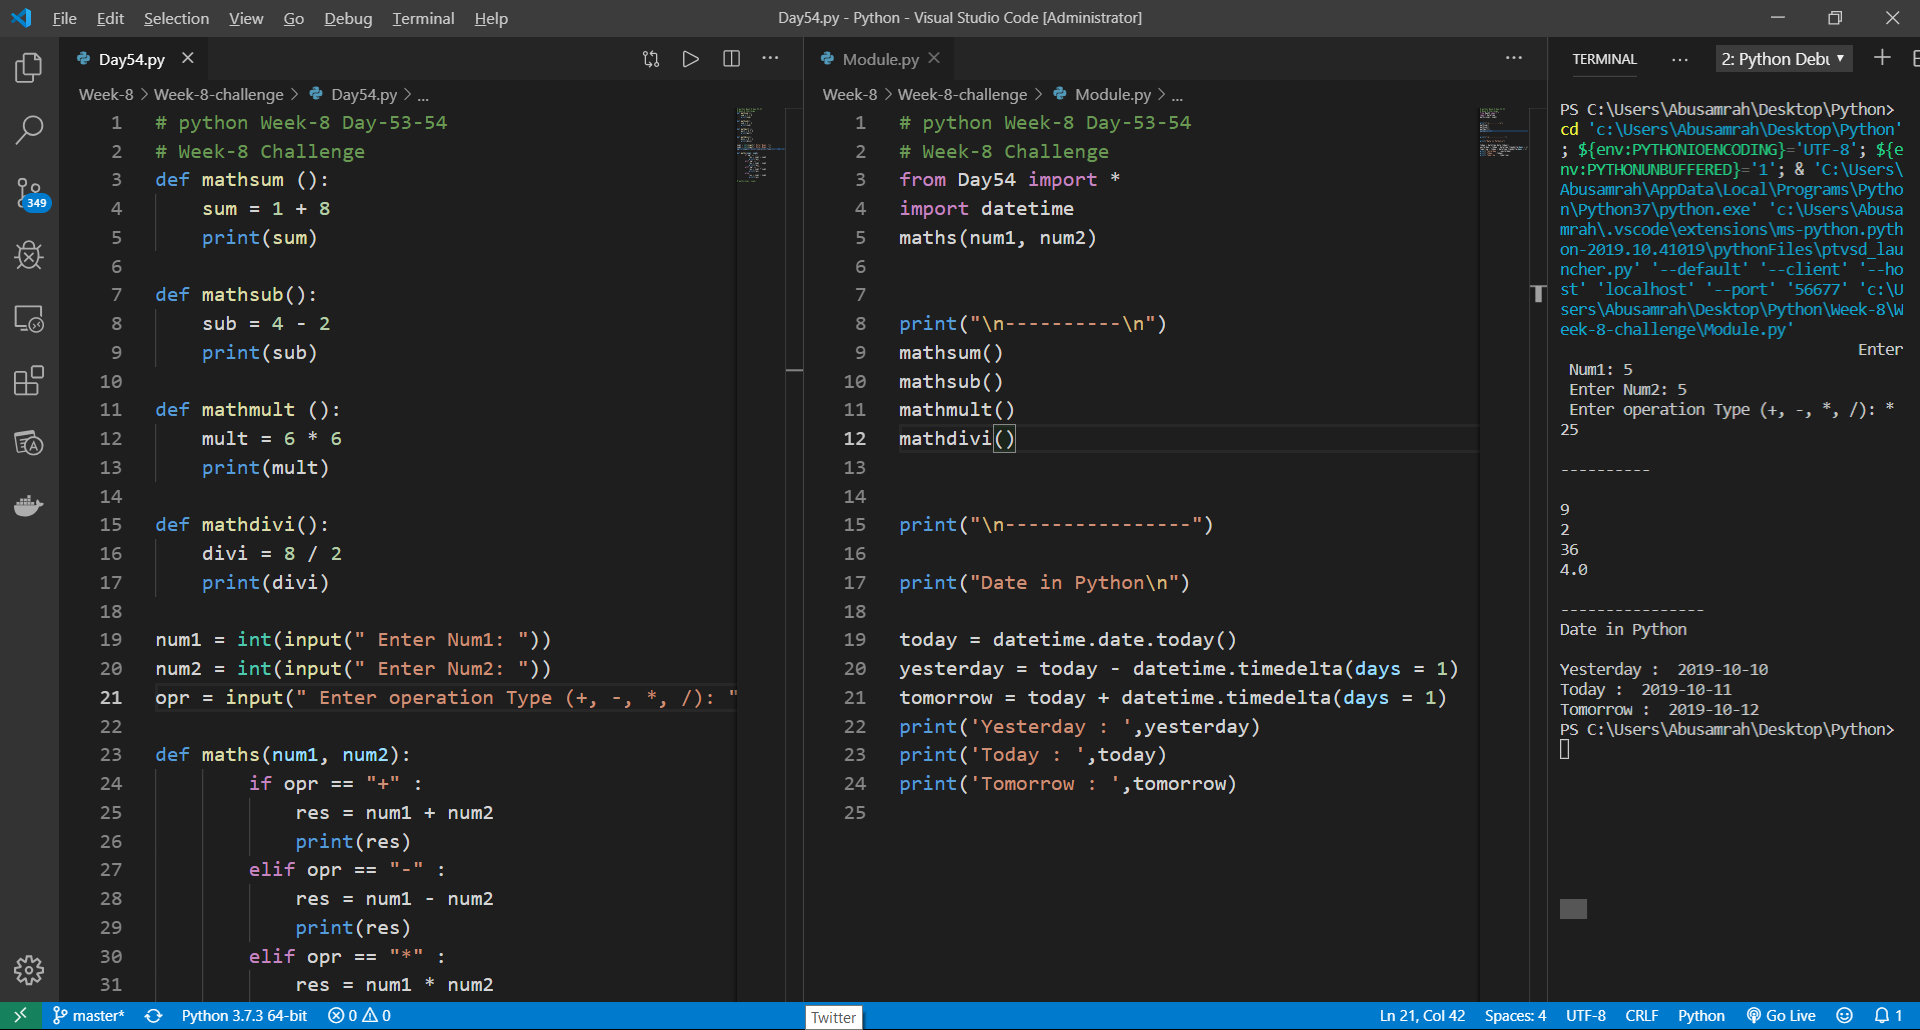 File Edit Selection View Go Debug Terminal Help
Day54.py - Python - Visual Studio Code [Administrator]
349
Day54.py
Week-8 > Week-8-challenge > Day54.py > ...
1 # python Week-8 Day-53-54
2 # Week-8 Challenge
3 def mathsum ():
4     sum = 1 + 8
5     print(sum)
6
7 def mathsub():
8     sub = 4 - 2
9     print(sub)
10
11 def mathmult ():
12     mult = 6 * 6
13     print(mult)
14
15 def mathdivi():
16     divi = 8 / 2
17     print(divi)
18
19 num1 = int(input(" Enter Num1: "))
20 num2 = int(input(" Enter Num2: "))
21 opr = input(" Enter operation Type (+, -, *, /): "
22
23 def maths(num1, num2):
24         if opr == "+" :
25             res = num1 + num2
26             print(res)
27         elif opr == "-" :
28             res = num1 - num2
29             print(res)
30         elif opr == "*" :
31             res = num1 * num2
Module.py
Week-8 > Week-8-challenge > Module.py > ...
1 # python Week-8 Day-53-54
2 # Week-8 Challenge
3 from Day54 import *
4 import datetime
5 maths(num1, num2)
6
7
8 print("\n----------\n")
9 mathsum()
10 mathsub()
11 mathmult()
12 mathdivi()
13
14
15 print("\n----------------")
16
17 print("Date in Python\n")
18
19 today = datetime.date.today()
20 yesterday = today - datetime.timedelta(days = 1)
21 tomorrow = today + datetime.timedelta(days = 1)
22 print('Yesterday : ',yesterday)
23 print('Today : ',today)
24 print('Tomorrow : ',tomorrow)
25
TERMINAL ... 2: Python Debu
PS C:\Users\Abusamrah\Desktop\Python>
cd 'c:\Users\Abusamrah\Desktop\Python'
; ${env:PYTHONIOENCODING}='UTF-8'; ${e
nv:PYTHONUNBUFFERED}='1'; & 'C:\Users\
Abusamrah\AppData\Local\Programs\Pytho
n\Python37\python.exe' 'c:\Users\Abusa
mrah\.vscode\extensions\ms-python.pyth
on-2019.10.41019\pythonFiles\ptvsd_lau
ncher.py' '--default' '--client' '--ho
st' 'localhost' '--port' '56677' 'c:\U
sers\Abusamrah\Desktop\Python\Week-8\W
eek-8-challenge\Module.py'
Enter
Num1: 5
Enter Num2: 5
Enter operation Type (+, -, *, /): *
25
----------
9
2
36
4.0
----------------
Date in Python
Yesterday :  2019-10-10
Today :  2019-10-11
Tomorrow :  2019-10-12
PS C:\Users\Abusamrah\Desktop\Python>
master* Python 3.7.3 64-bit 0 0 Twitter Ln 21, Col 42 Spaces: 4 UTF-8 CRLF Python Go Live 1